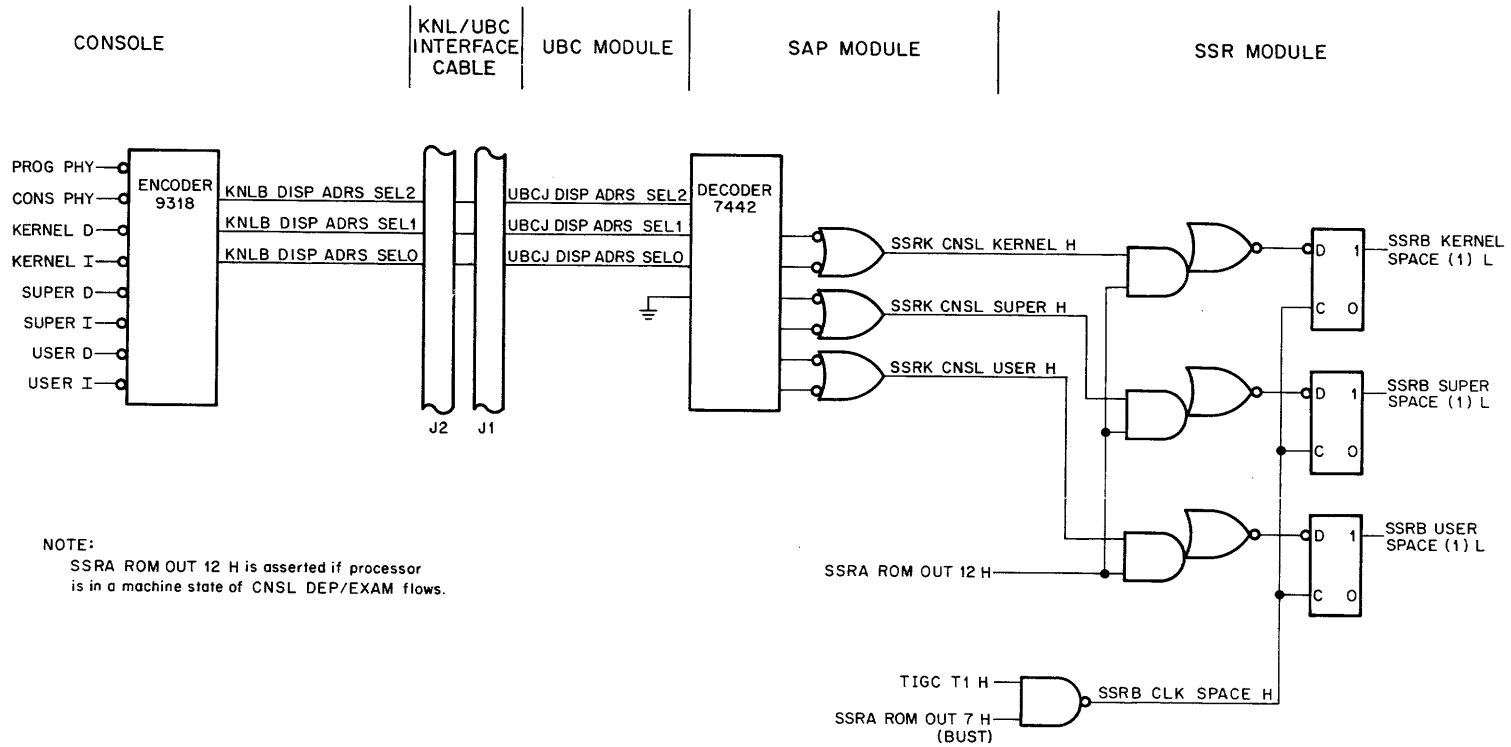 CONSOLE
KNL/UBC
INTERFACE
CABLE
UBC MODULE
SAP MODULE
SSR MODULE
PROG PHY
CONS PHY
KERNEL D
KERNEL I
SUPER D
SUPER I
USER D
USER I
ENCODER
9318
KNLB DISP ADRS SEL2
KNLB DISP ADRS SEL1
KNLB DISP ADRS SEL0
J2
J1
UBCJ DISP ADRS SEL2
UBCJ DISP ADRS SEL1
UBCJ DISP ADRS SEL0
DECODER
7442
SSRK CNSL KERNEL H
SSRK CNSL SUPER H
SSRK CNSL USER H
D 1
C 0
SSRB KERNEL
SPACE (1) L
D 1
C 0
SSRB SUPER
SPACE (1) L
D 1
C 0
SSRB USER
SPACE (1) L
NOTE:
SSRA ROM OUT 12 H is asserted if processor
is in a machine state of CNSL DEP/EXAM flows.
SSRA ROM OUT 12 H
TIGC T1 H
SSRA ROM OUT 7 H
(BUST)
SSRB CLK SPACE H